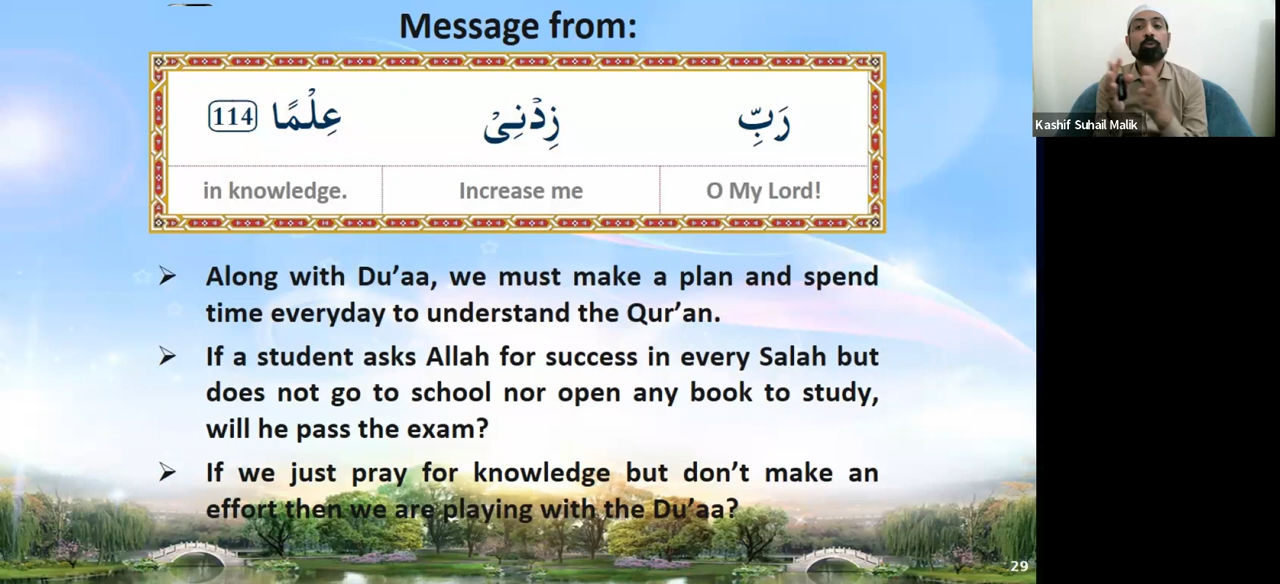 Message from:
رَبِّ زِدْنِیْ عِلْمًا 114
O My Lord! Increase me in knowledge.
➢ Along with Du’aa, we must make a plan and spend
time everyday to understand the Qur’an.
➢ If a student asks Allah for success in every Salah but
does not go to school nor open any book to study,
will he pass the exam?
➢ If we just pray for knowledge but don’t make an
effort then we are playing with the Du’aa?
29
Kashif Suhail Malik